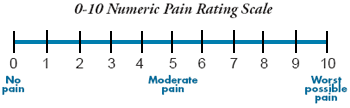 0-10 Numeric Pain Rating Scale
0 1 2 3 4 5 6 7 8 9 10
No pain
Moderate pain
Worst possible pain